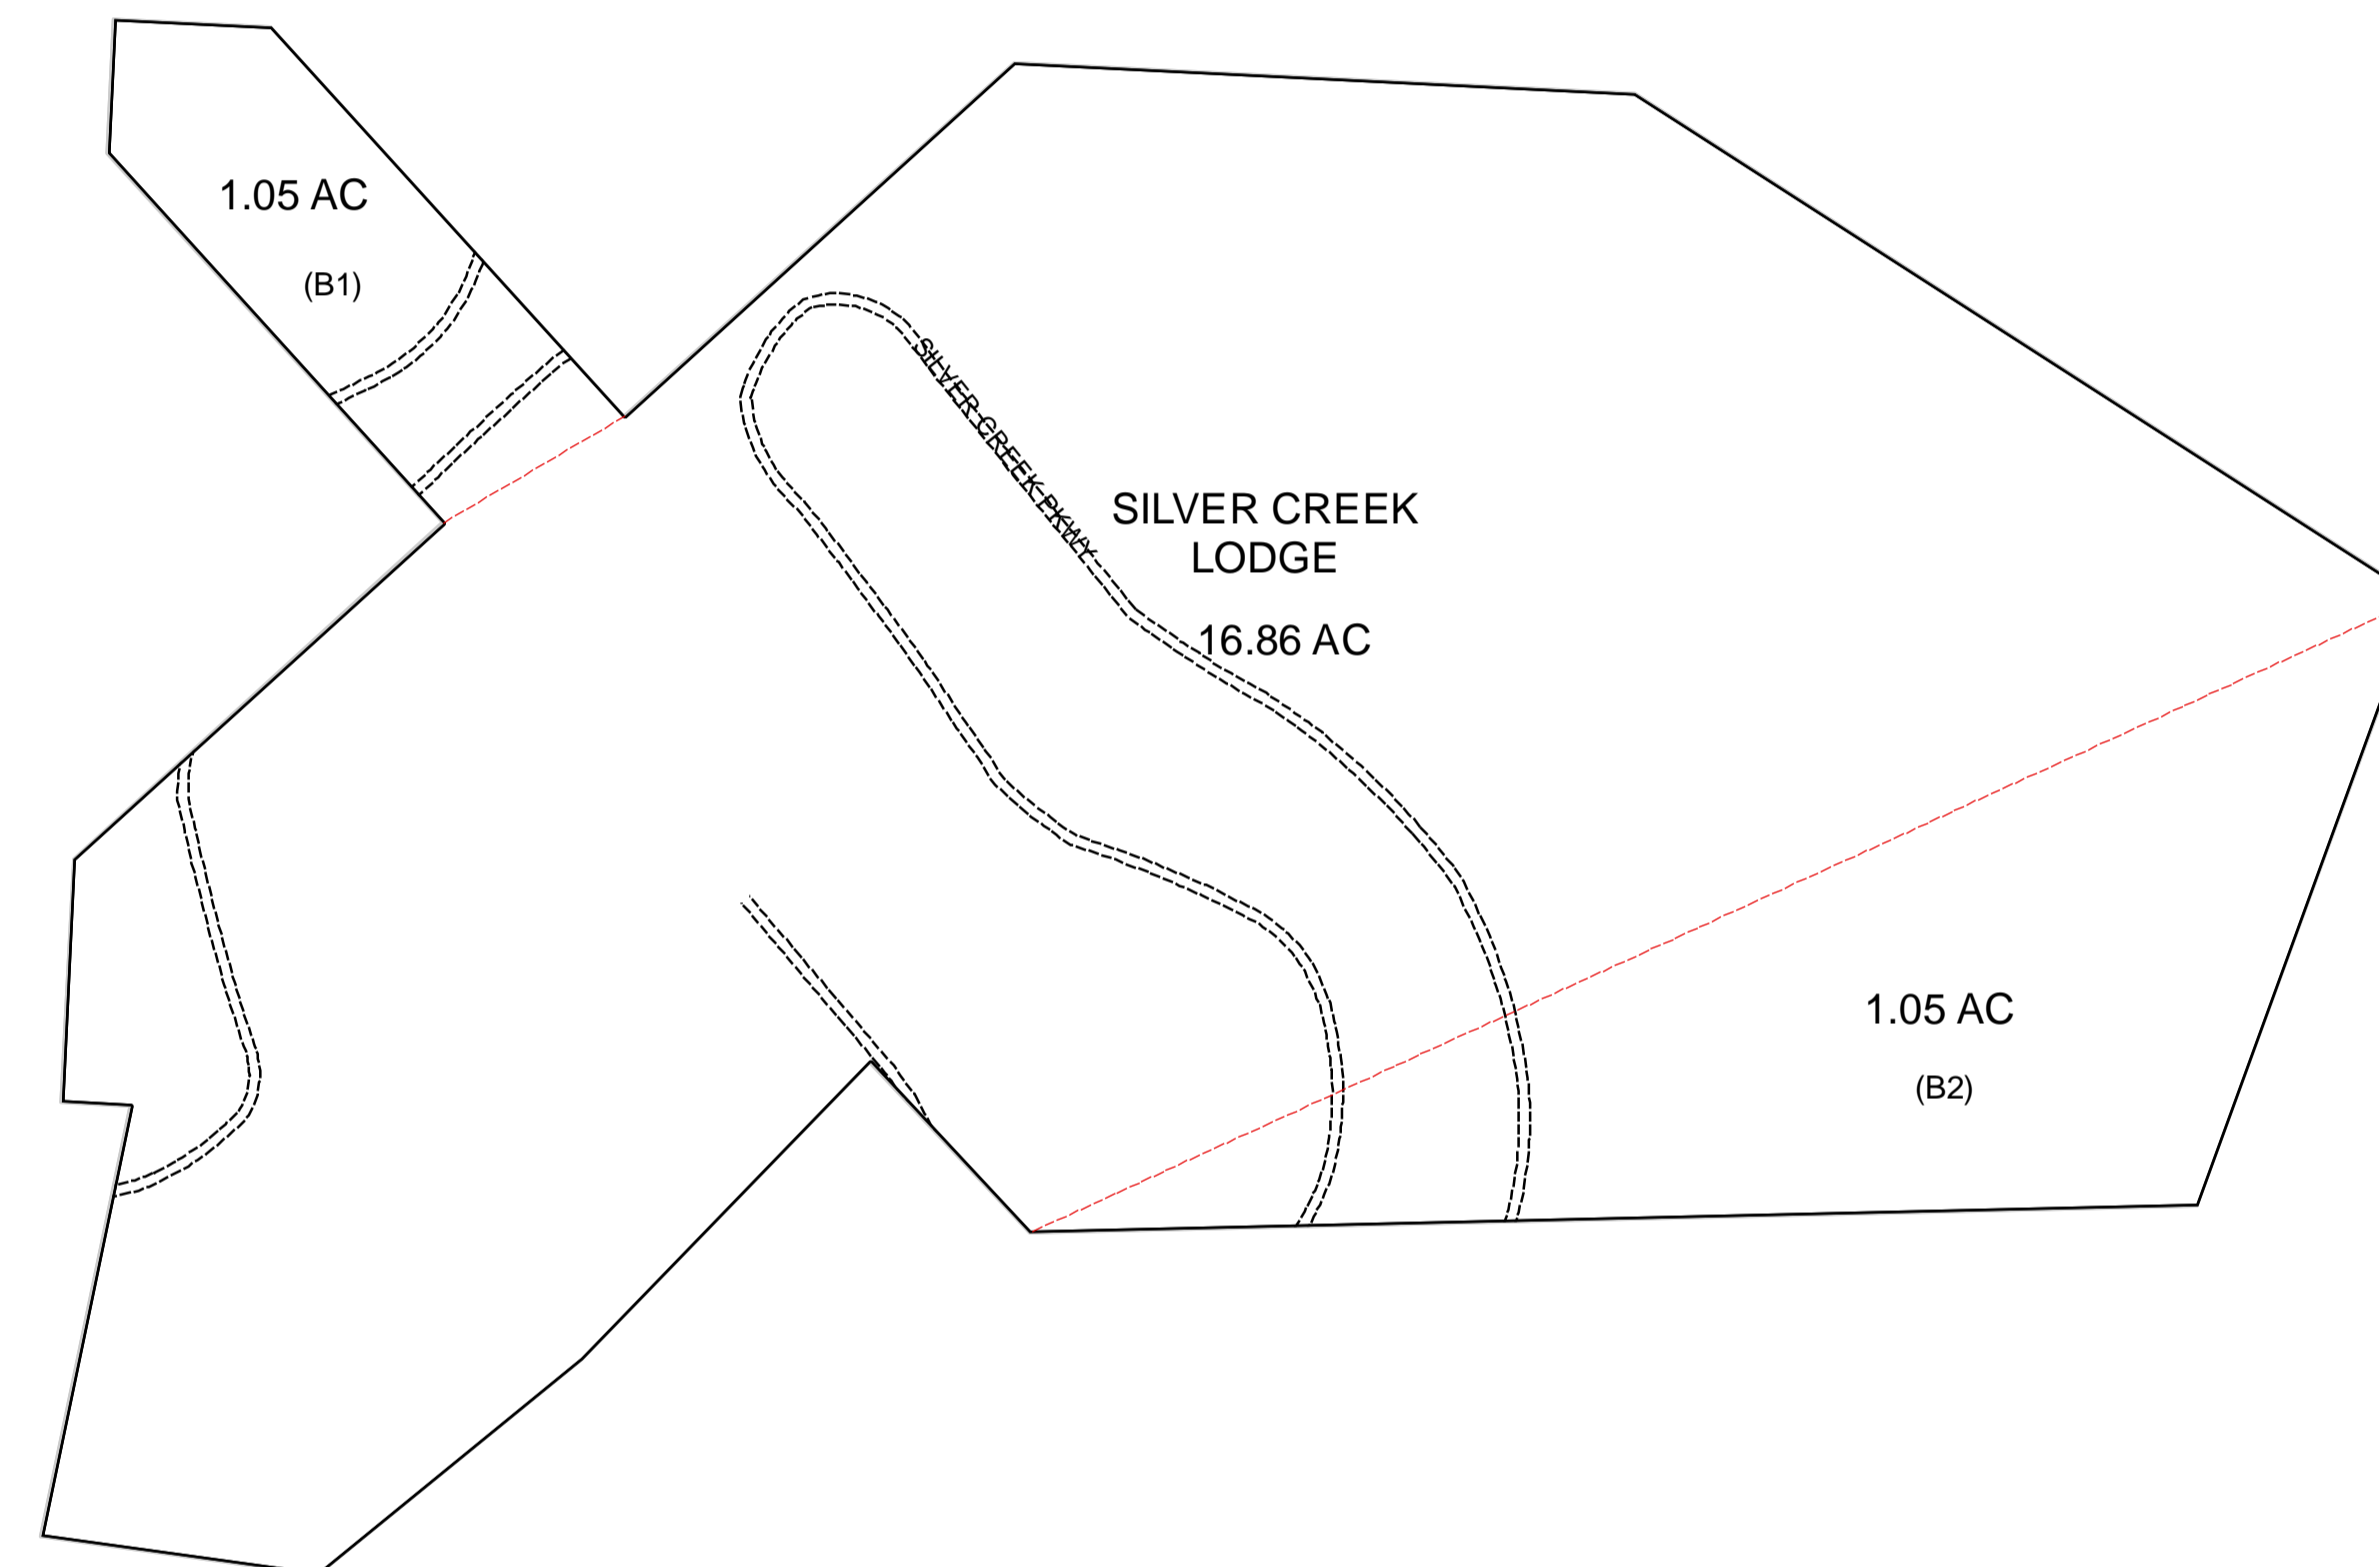 1.05 AC
(B1)
SILVER CREEK PKWY
SILVER CREEK
LODGE
16.86 AC
1.05 AC
(B2)